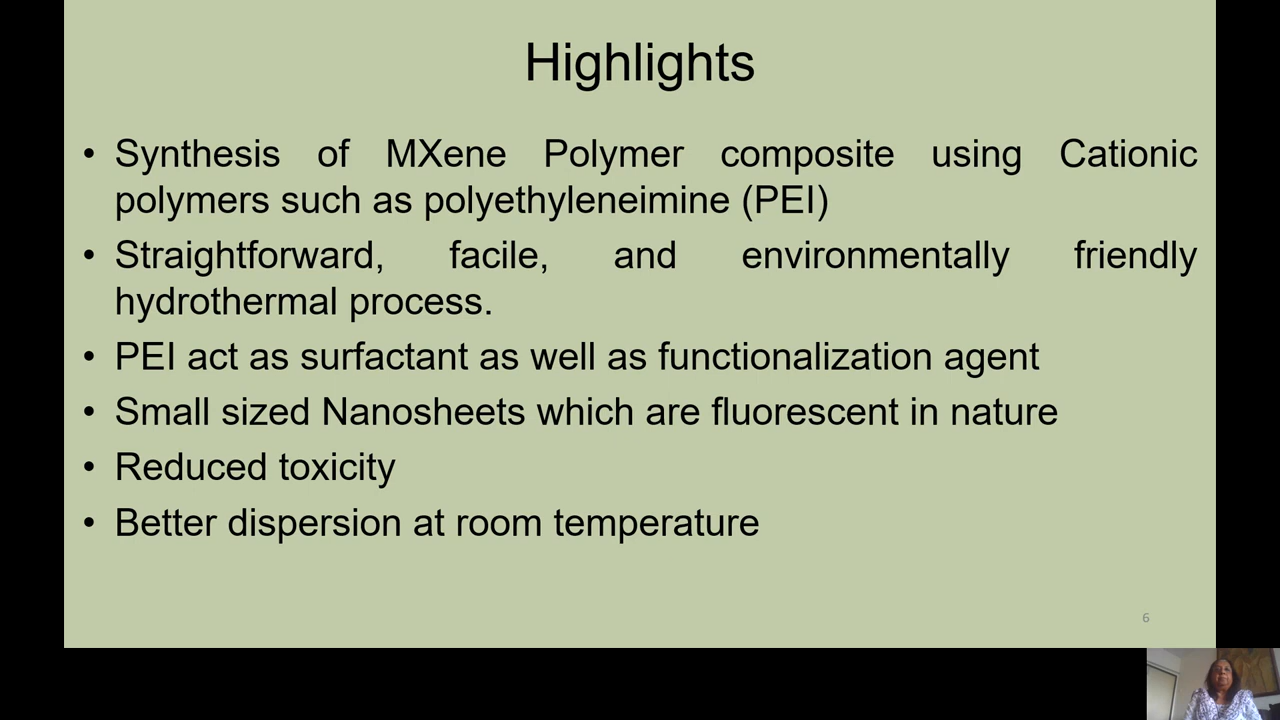 Highlights
• Synthesis of MXene Polymer composite using Cationic
polymers such as polyethyleneimine (PEI)
• Straightforward, facile, and environmentally friendly
hydrothermal process.
• PEI act as surfactant as well as functionalization agent
• Small sized Nanosheets which are fluorescent in nature
• Reduced toxicity
• Better dispersion at room temperature
6